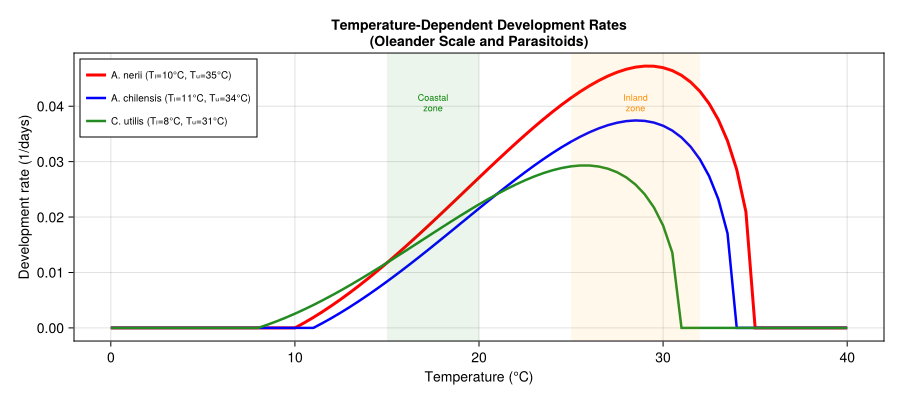 Temperature-Dependent Development Rates
(Oleander Scale and Parasitoids)
A. nerii (Tₗ=10°C, Tᵤ=35°C)
A. chilensis (Tₗ=11°C, Tᵤ=34°C)
C. utilis (Tₗ=8°C, Tᵤ=31°C)
Coastal
zone
Inland
zone
Development rate (1/days)
0.04
0.03
0.02
0.01
0.00
0
10
20
30
40
Temperature (°C)